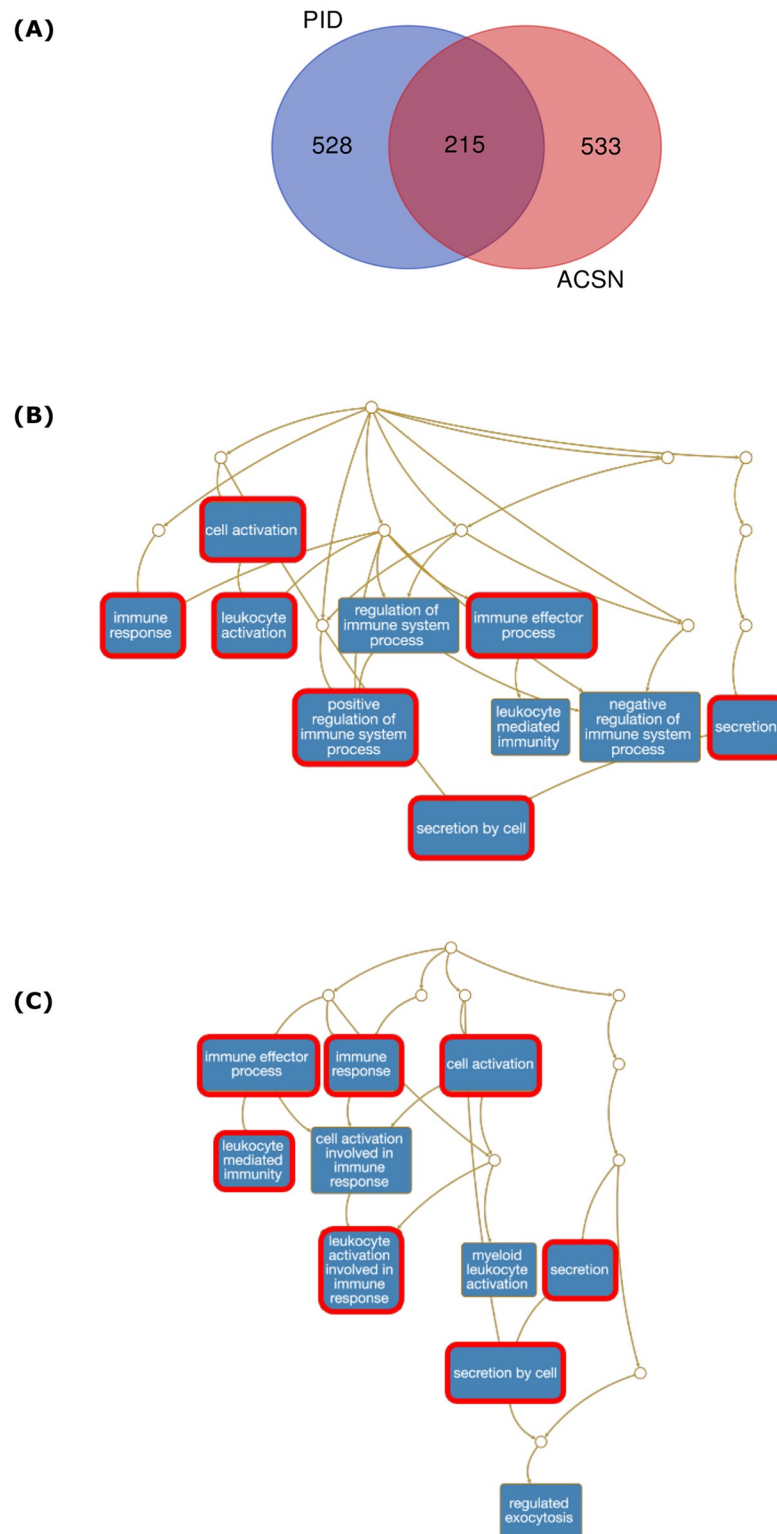 (A)
PID
528
215
533
ACSN
(B)
cell activation
immune
response
leukocyte
activation
regulation of
immune system
process
immune effector
process
positive
regulation of
immune system
process
leukocyte
mediated
immunity
negative
regulation of
immune system
process
secretion
secretion by cell
(C)
immune effector
process
immune
response
cell activation
leukocyte
mediated
immunity
cell activation
involved in
immune
response
leukocyte
activation
involved in
immune
response
myeloid
leukocyte
activation
secretion
secretion by cell
regulated
exocytosis